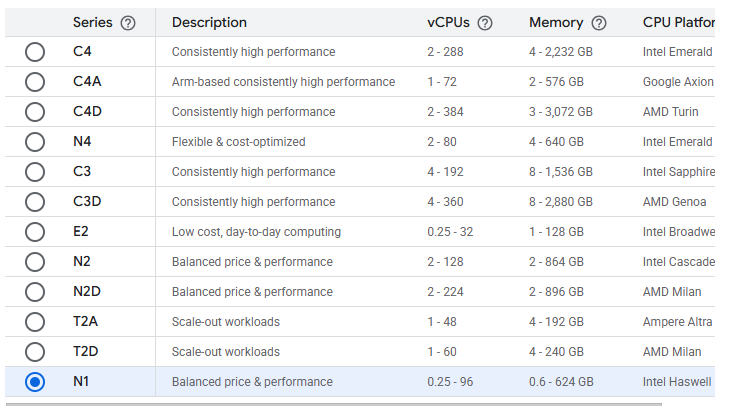 Series Description vCPUs Memory CPU Platfor
C4 Consistently high performance 2 - 288 4 - 2,232 GB Intel Emerald
C4A Arm-based consistently high performance 1 - 72 2 - 576 GB Google Axion
C4D Consistently high performance 2 - 384 3 - 3,072 GB AMD Turin
N4 Flexible & cost-optimized 2 - 80 4 - 640 GB Intel Emerald
C3 Consistently high performance 4 - 192 8 - 1,536 GB Intel Sapphire
C3D Consistently high performance 4 - 360 8 - 2,880 GB AMD Genoa
E2 Low cost, day-to-day computing 0.25 - 32 1 - 128 GB Intel Broadwe
N2 Balanced price & performance 2 - 128 2 - 864 GB Intel Cascade
N2D Balanced price & performance 2 - 224 2 - 896 GB AMD Milan
T2A Scale-out workloads 1 - 48 4 - 192 GB Ampere Altra
T2D Scale-out workloads 1 - 60 4 - 240 GB AMD Milan
N1 Balanced price & performance 0.25 - 96 0.6 - 624 GB Intel Haswell